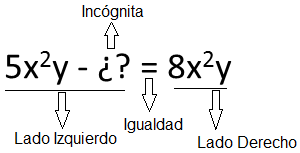 Incógnita
5x²y - ¿? = 8x²y
Lado Izquierdo
Igualdad
Lado Derecho